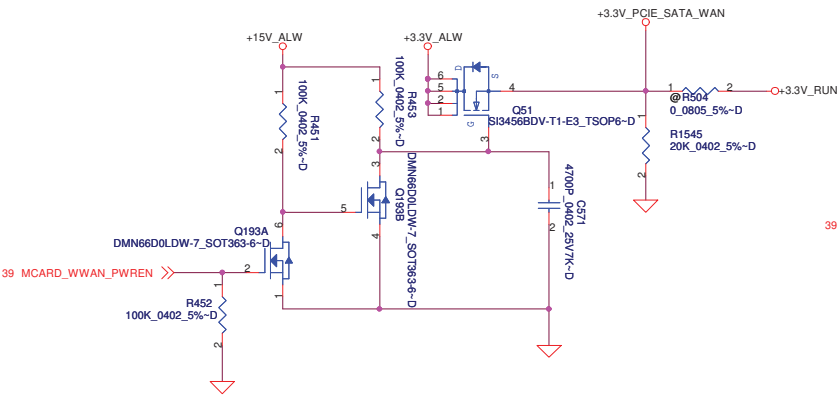 +3.3V_PCIE_SATA_WAN
+15V_ALW
+3.3V_ALW
D
S
G
6
5
2
1
4
3
Q51
SI3456BDV-T1-E3_TSOP6~D
1
2
@R504
0_0805_5%~D
+3.3V_RUN
1
R1545
20K_0402_5%~D
2
1
R451
100K_0402_5%~D
2
1
R453
100K_0402_5%~D
2
3
5
4
Q193B
DMN66D0LDW-7_SOT363-6~D
1
C571
4700P_0402_25V7K~D
2
39
Q193A
DMN66D0LDW-7_SOT363-6~D
6
2
1
39 MCARD_WWAN_PWREN
1
R452
100K_0402_5%~D
2